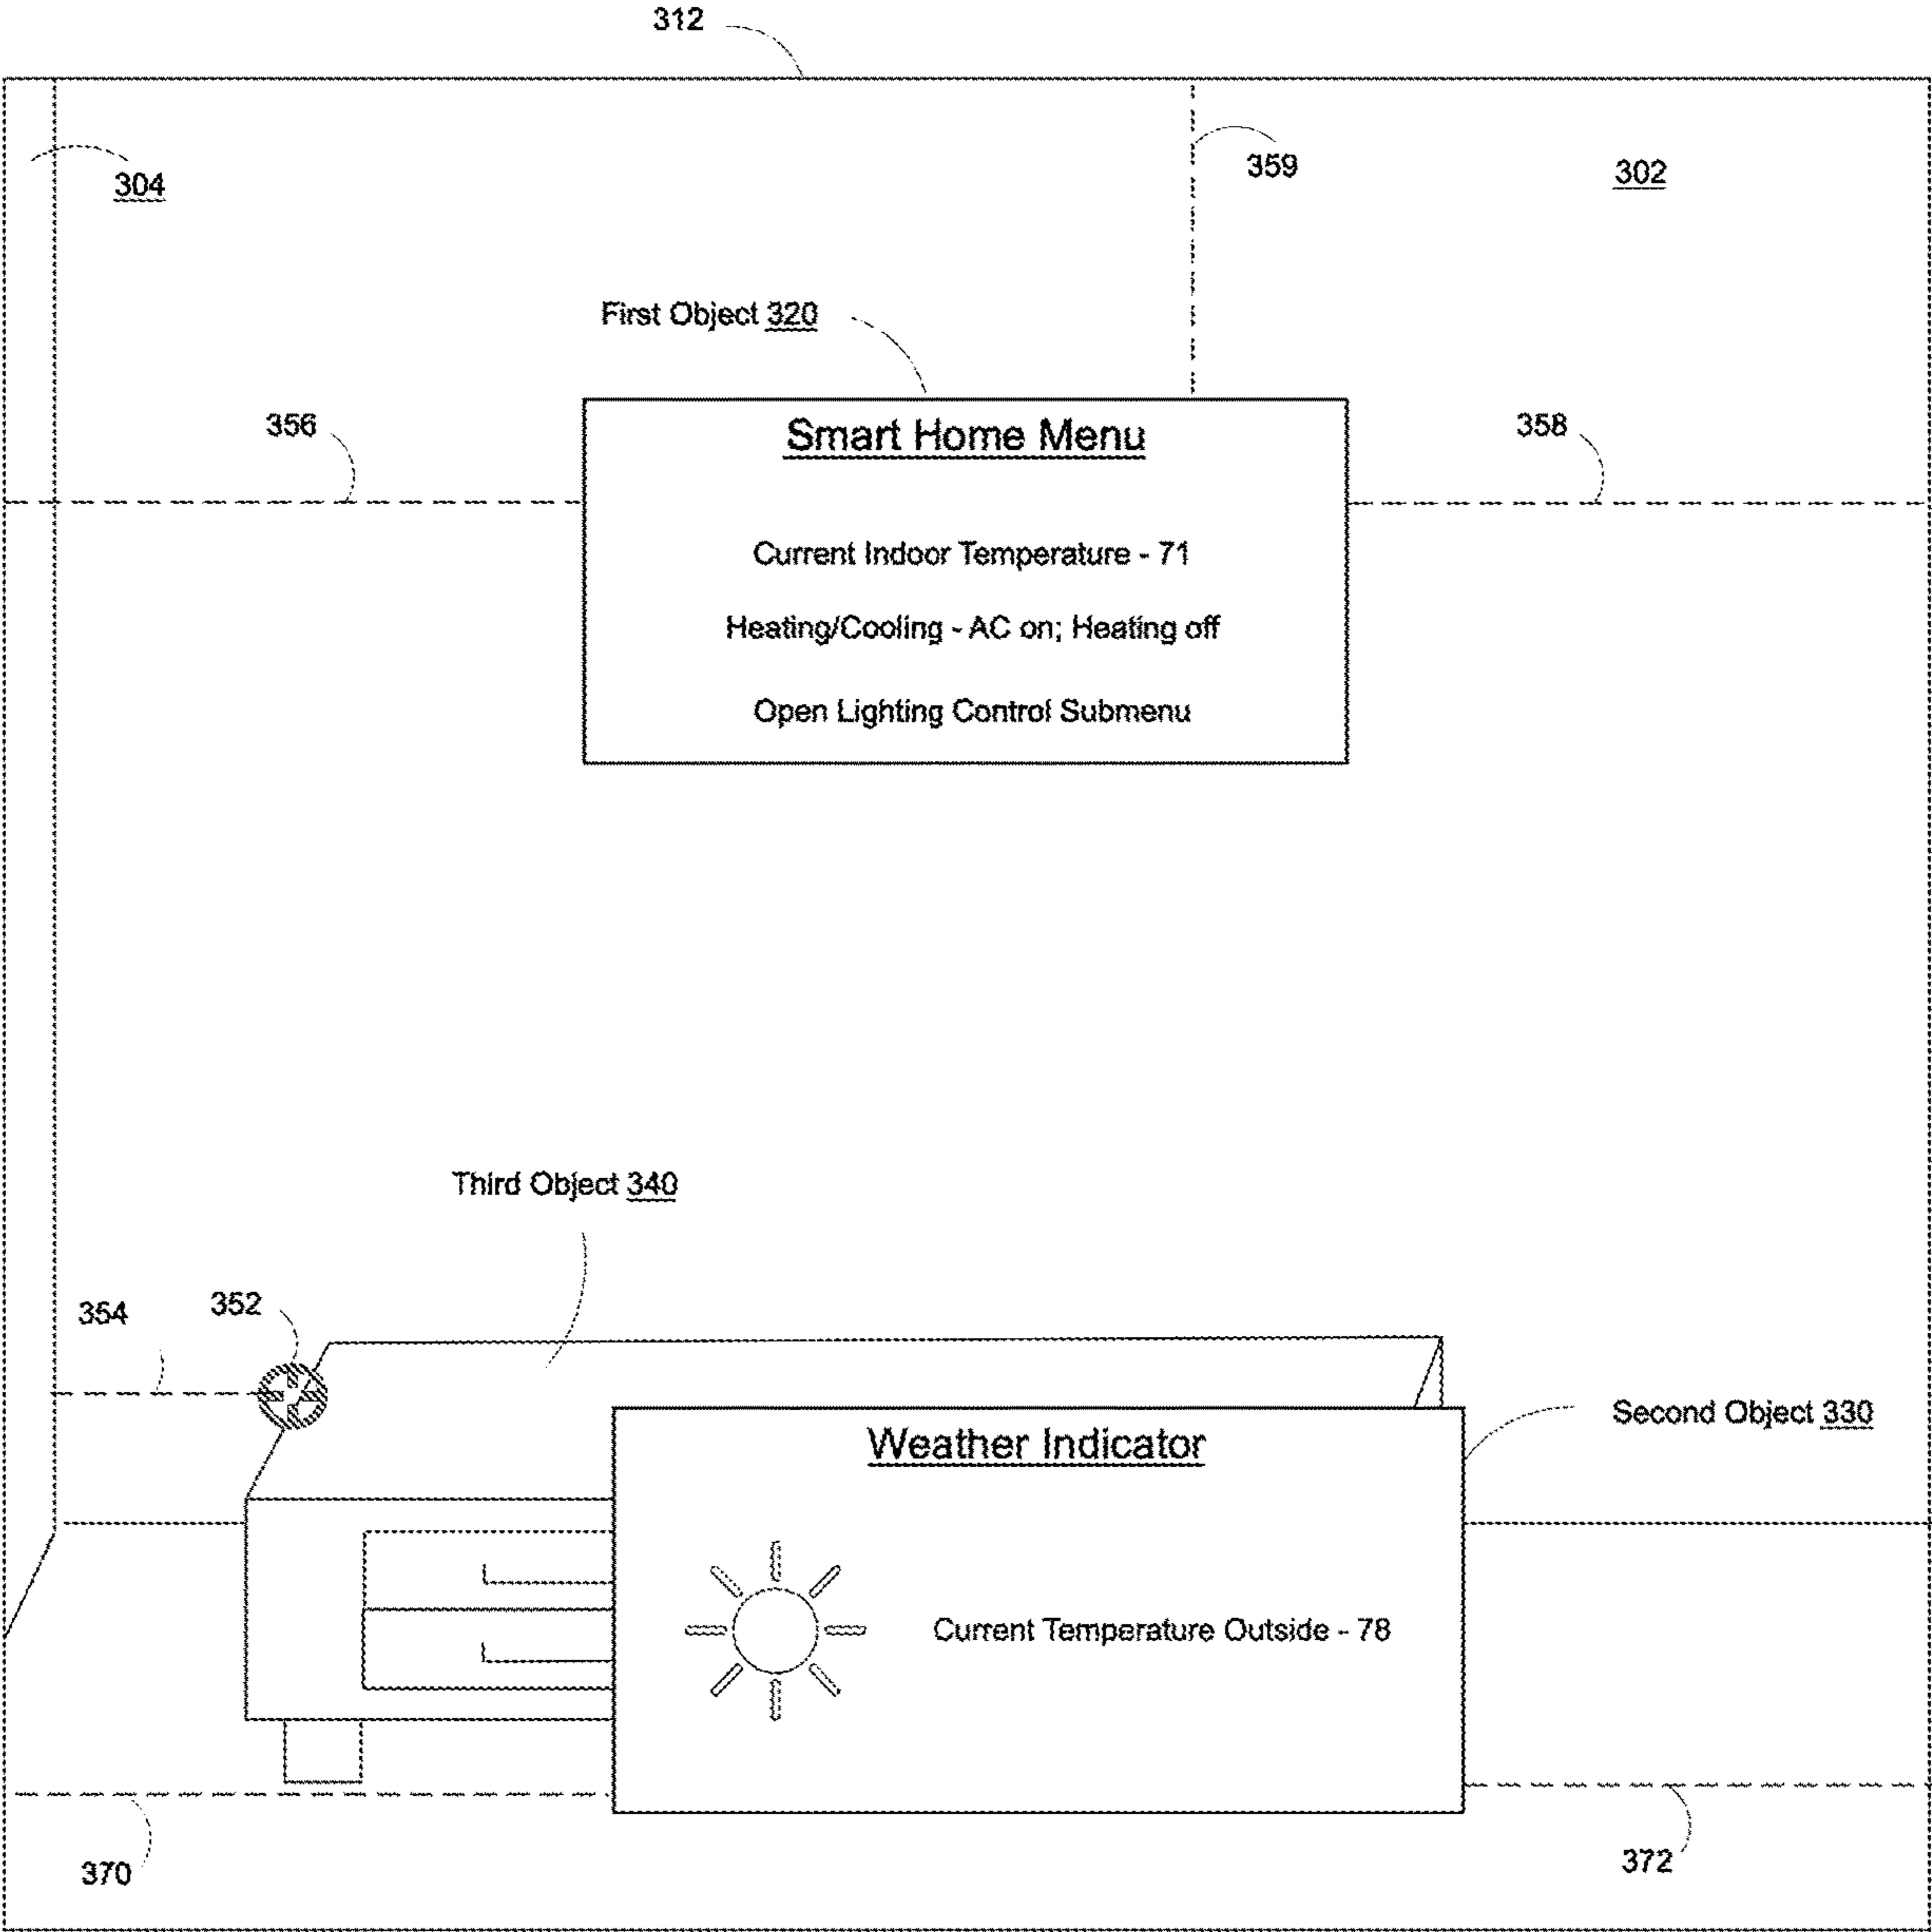 312
304
359
302
First Object 320
356
358
Smart Home Menu
Current Indoor Temperature - 71
Heating/Cooling - AC on; Heating off
Open Lighting Control Submenu
Third Object 340
354
352
Second Object 330
Weather Indicator
Current Temperature Outside - 78
370
372